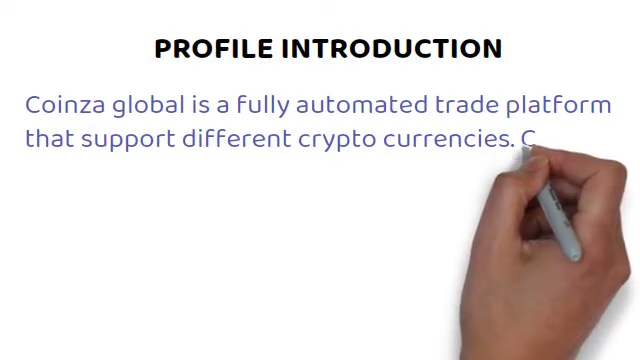 PROFILE INTRODUCTION
Coinza global is a fully automated trade platform
that support different crypto currencies. C